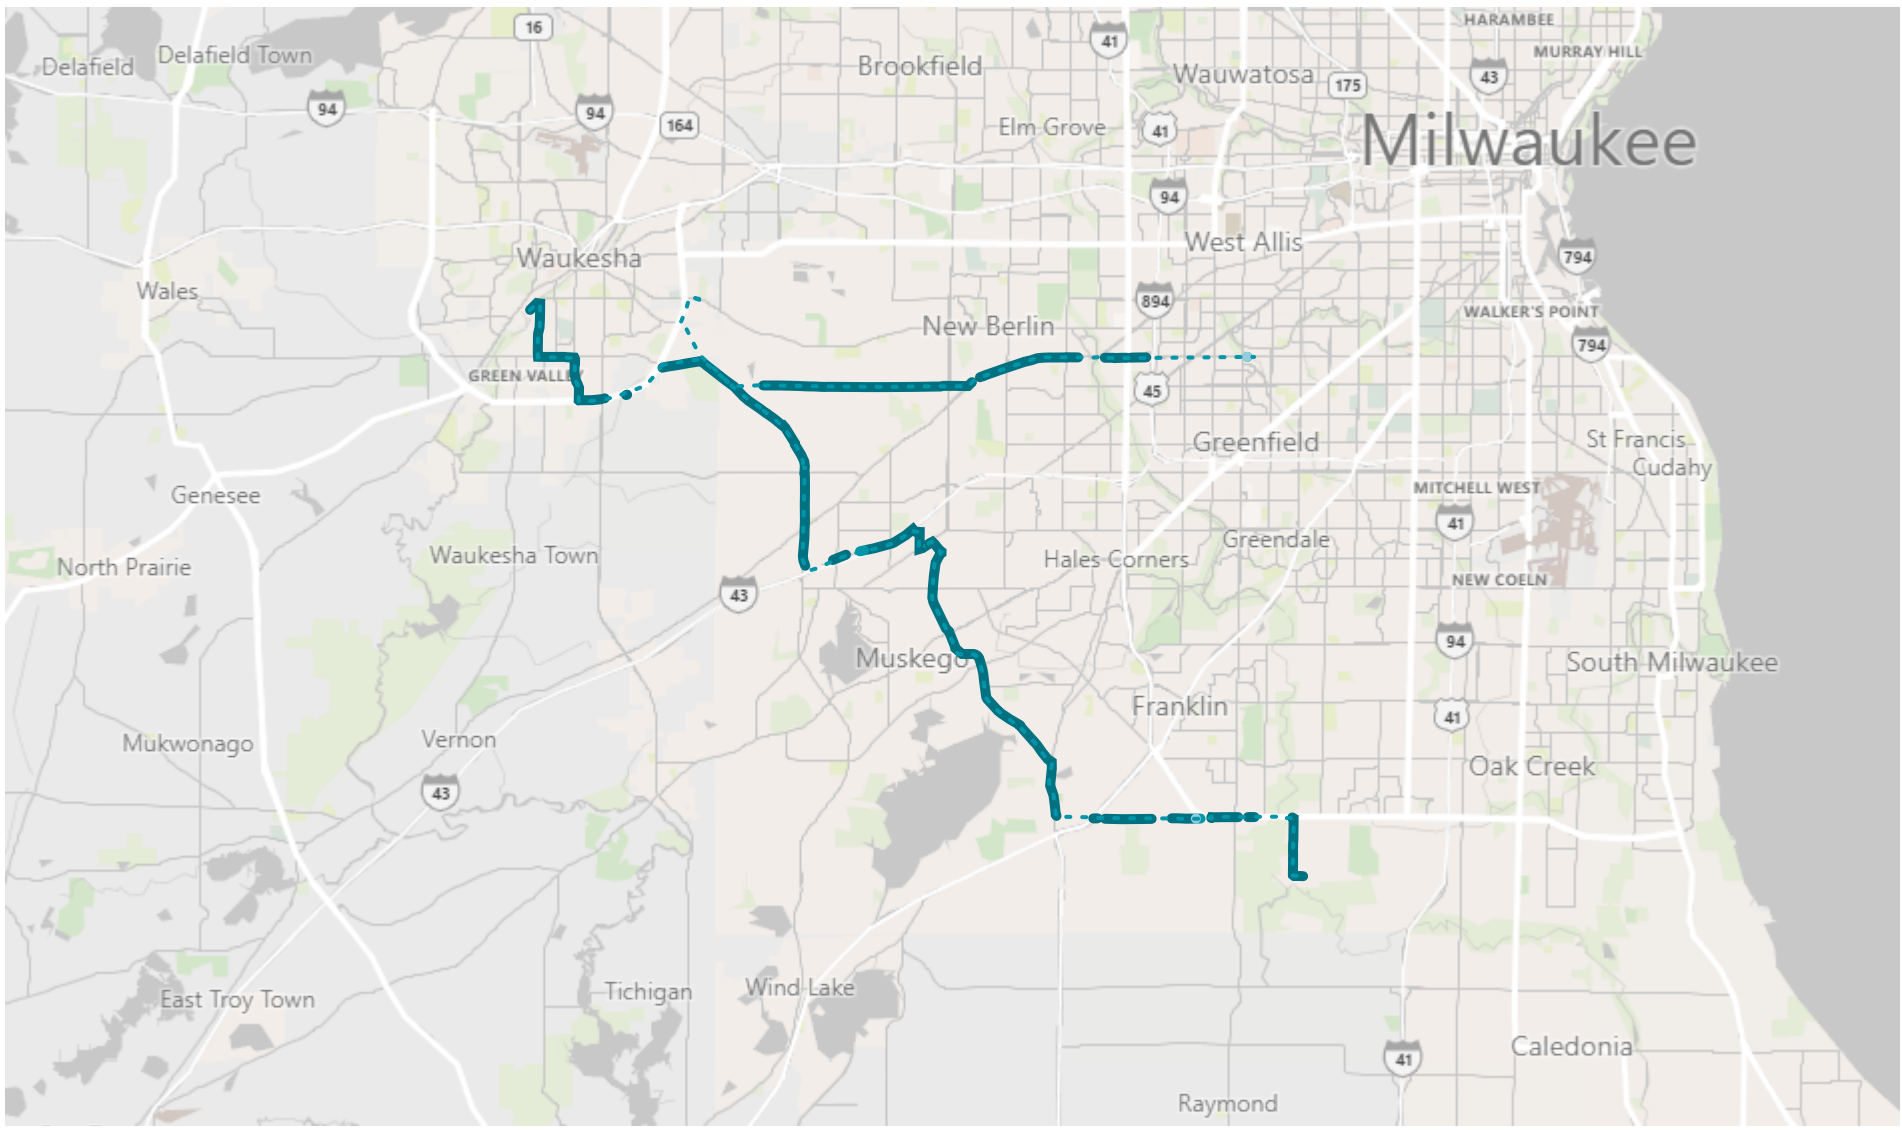 HARAMBEE
16
41
MURRAY HILL
Delafield
Delafield Town
Brookfield
Wauwatosa
175
43
94
94
164
Elm Grove
41
Milwaukee
94
Waukesha
West Allis
794
Wales
894
WALKER'S POINT
New Berlin
794
GREEN VALLEY
45
Greenfield
St Francis
Cudahy
Genesee
MITCHELL WEST
41
Greendale
Waukesha Town
Hales Corners
North Prairie
NEW COELN
43
94
Muskego
South Milwaukee
Franklin
41
Mukwonago
Vernon
Oak Creek
43
Tichigan
Wind Lake
East Troy Town
Caledonia
41
Raymond